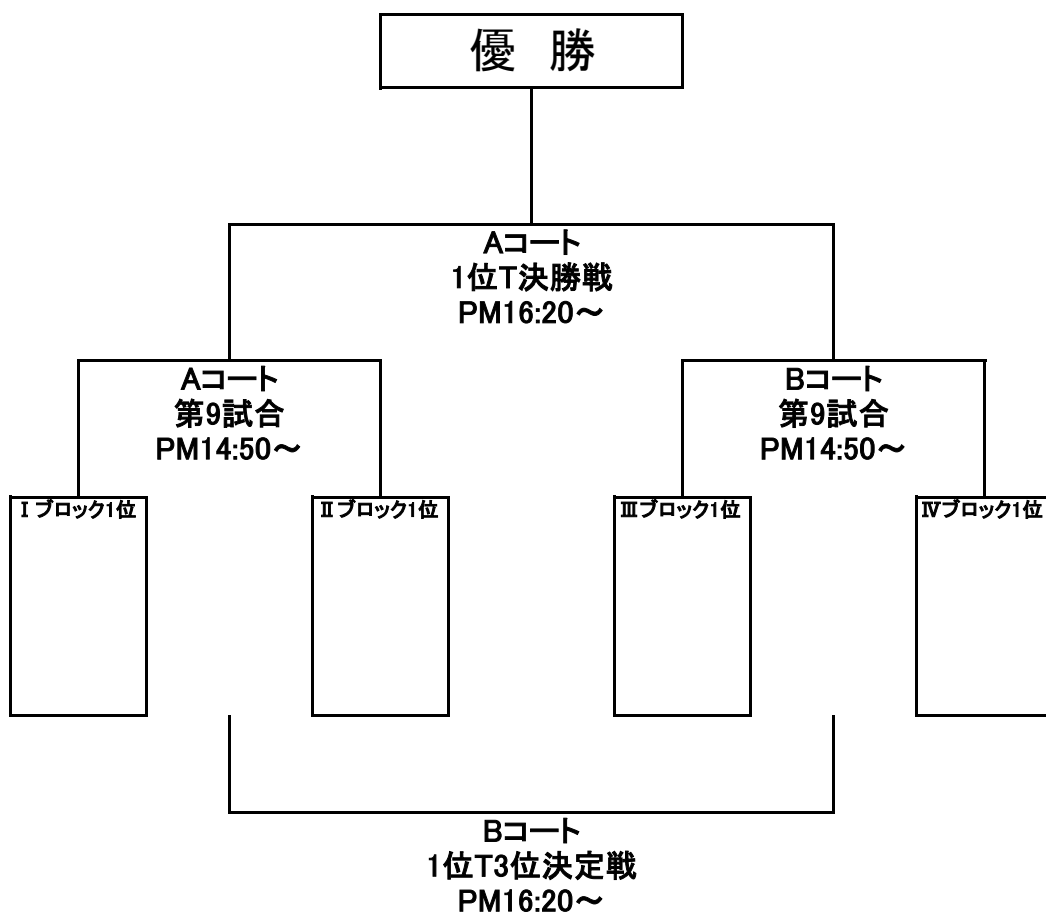 優 勝
Aコート
1位T決勝戦
PM16:20～
Aコート
第9試合
PM14:50～
Bコート
第9試合
PM14:50～
Ⅰブロック1位
Ⅱブロック1位
Ⅲブロック1位
Ⅳブロック1位
Bコート
1位T3位決定戦
PM16:20～